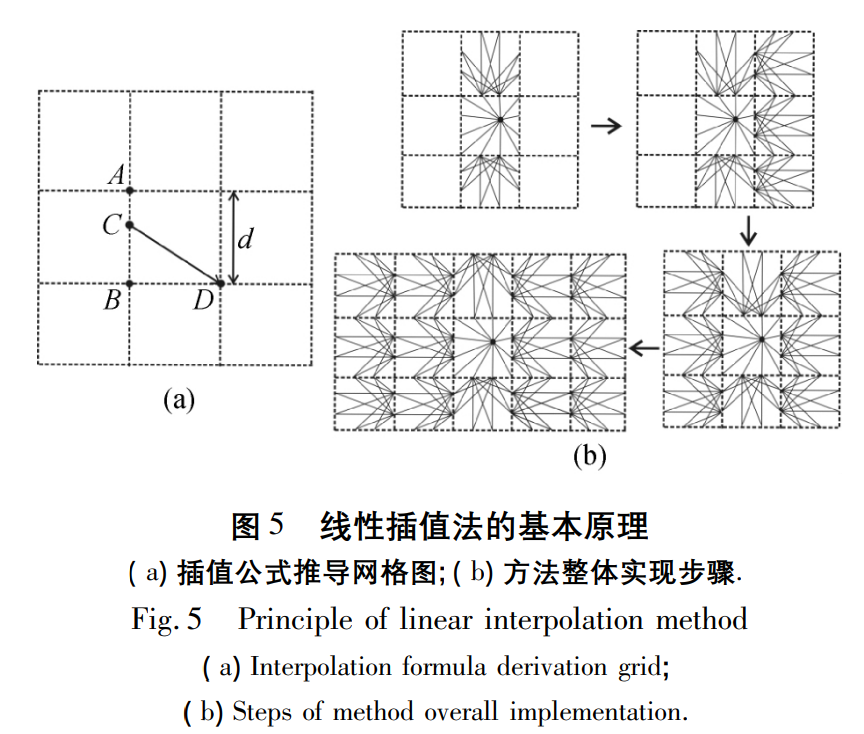 A
C
d
B
D
(a)
(b)
图 5 线性插值法的基本原理
(a)插值公式推导网格图;(b)方法整体实现步骤.
Fig. 5 Principle of linear interpolation method
(a) Interpolation formula derivation grid;
(b) Steps of method overall implementation.